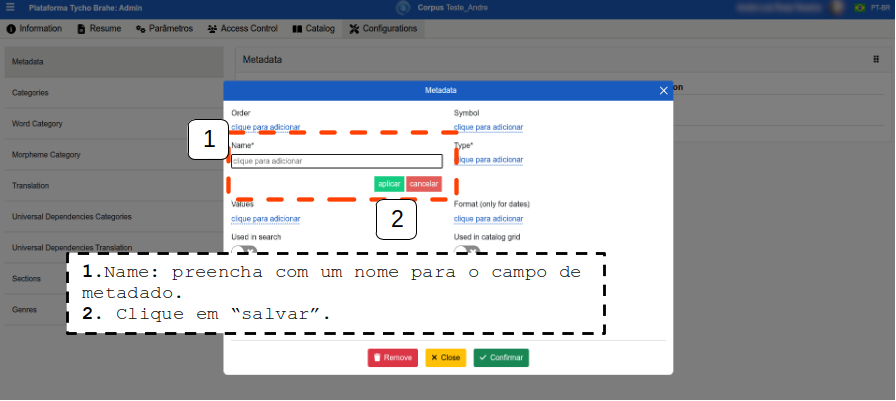 Plataforma Tycho Brahe: Admin
Corpus Teste_Andre
PT-BR
Information
Resume
Parâmetros
Access Control
Catalog
Configurations
Metadata
Categories
Word Category
Morpheme Category
Translation
Universal Dependencies Categories
Universal Dependencies Translation
Sections
Genres
Metadata
on
Metadata
Order
Symbol
clique para adicionar
clique para adicionar
1
Name*
Type*
clique para adicionar
clique para adicionar
aplicar
cancelar
2
Values
Format (only for dates)
clique para adicionar
clique para adicionar
Used in search
Used in catalog grid
1.Name: preencha com um nome para o campo de
metadado.
2. Clique em “salvar”.
Remove
Close
Confirmar